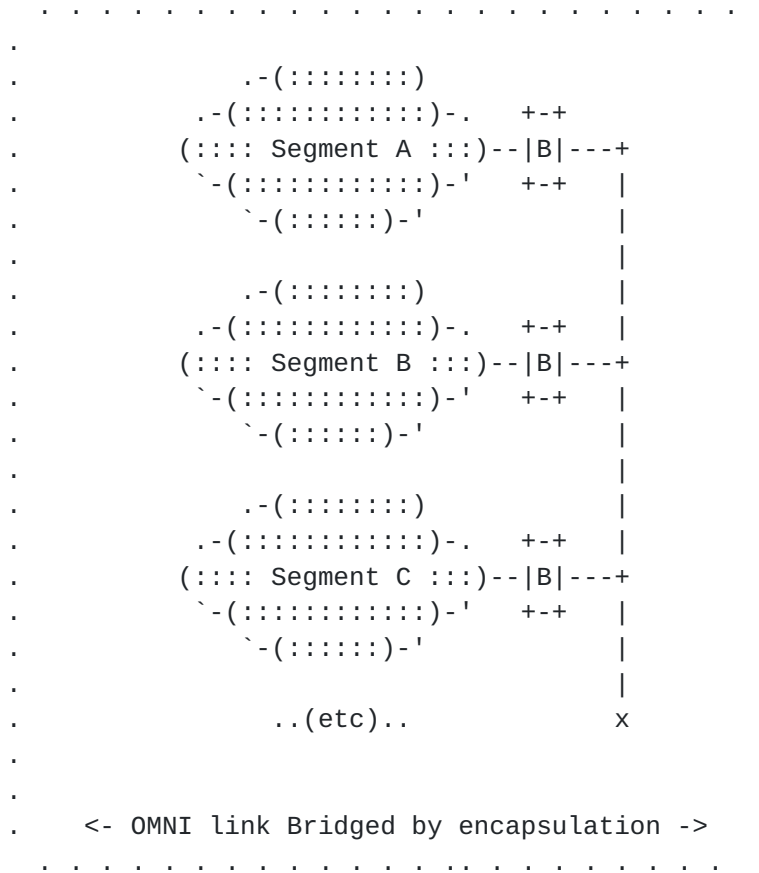 . . . . . . . . . . . . . . . . . . . . . . .
.
.               .-(::::::::)
.            .-(::::::::::::)-.   +-+
.           (:::: Segment A :::)--|B|---+
.            `-(::::::::::::)-'   +-+   |
.               `-(::::::)-'            |
.                                       |
.               .-(::::::::)            |
.            .-(::::::::::::)-.   +-+   |
.           (:::: Segment B :::)--|B|---+
.            `-(::::::::::::)-'   +-+   |
.               `-(::::::)-'            |
.                                       |
.               .-(::::::::)            |
.            .-(::::::::::::)-.   +-+   |
.           (:::: Segment C :::)--|B|---+
.            `-(::::::::::::)-'   +-+   |
.               `-(::::::)-'            |
.                                       |
.                 ..(etc)..             x
.
.
.     <- OMNI link Bridged by encapsulation ->
  . . . . . . . . . . . . . .. . . . . . . . .